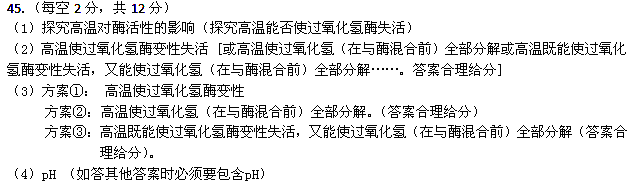 45.（每空2分，共12分）
（1）探究高温对酶活性的影响（探究高温能否使过氧化氢酶失活）
（2）高温使过氧化氢酶变性失活 [或高温使过氧化氢（在与酶混合前）全部分解或高温既能使过氧化
氢酶变性失活，又能使过氧化氢（在与酶混合前）全部分解……。答案合理给分]
（3）方案①： 高温使过氧化氢酶变性
方案②：高温使过氧化氢（在与酶混合前）全部分解。（答案合理给分）
方案③：高温既能使过氧化氢酶变性失活，又能使过氧化氢（在与酶混合前）全部分解（答案合
理给分）。
（4）pH （如答其他答案时必须要包含pH）